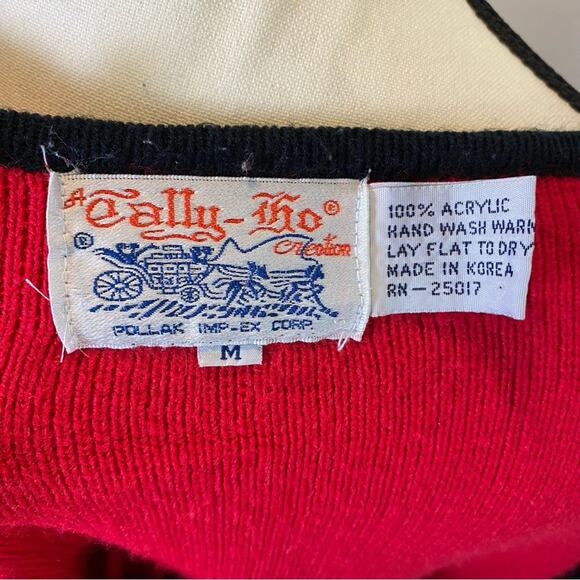 A Tally-Ho®
Creation
®
POLLAK IMP-EX CORP.
M
100% ACRYLIC
HAND WASH WARM
LAY FLAT TO DRY
MADE IN KOREA
RN-25017